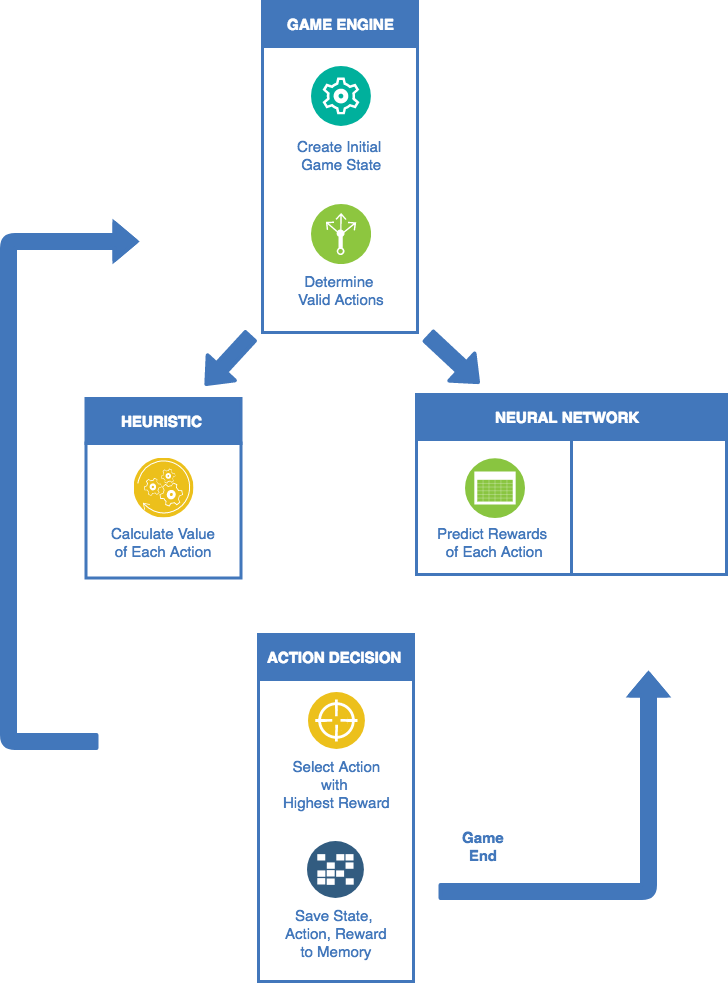 GAME ENGINE
Create Initial
Game State
Determine
Valid Actions
HEURISTIC
Calculate Value
of Each Action
NEURAL NETWORK
Predict Rewards
of Each Action
ACTION DECISION
Select Action
with
Highest Reward
Save State,
Action, Reward
to Memory
Game
End